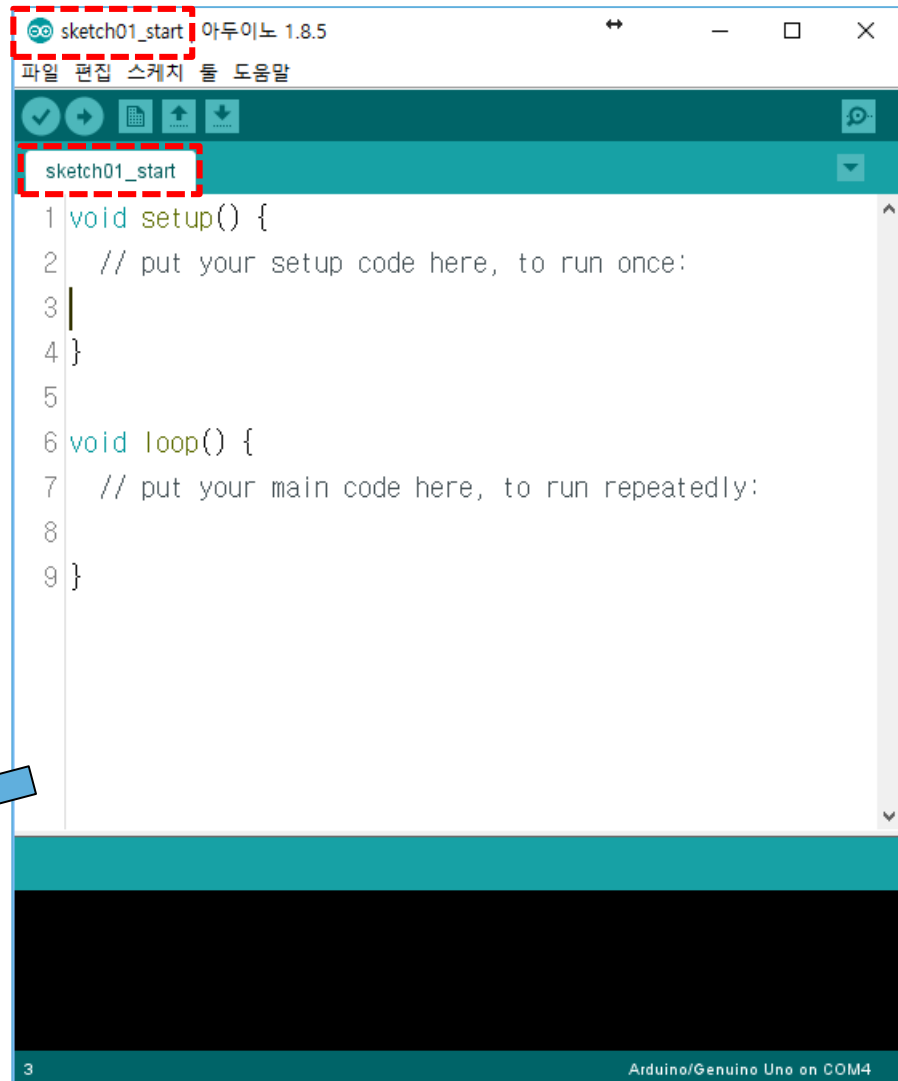 sketch01_start 아두이노 1.8.5
파일 편집 스케치 툴 도움말
sketch01_start
1 void setup() {
2 // put your setup code here, to run once:
3
4 }
5
6 void loop() {
7 // put your main code here, to run repeatedly:
8
9 }
3 Arduino/Genuino Uno on COM4